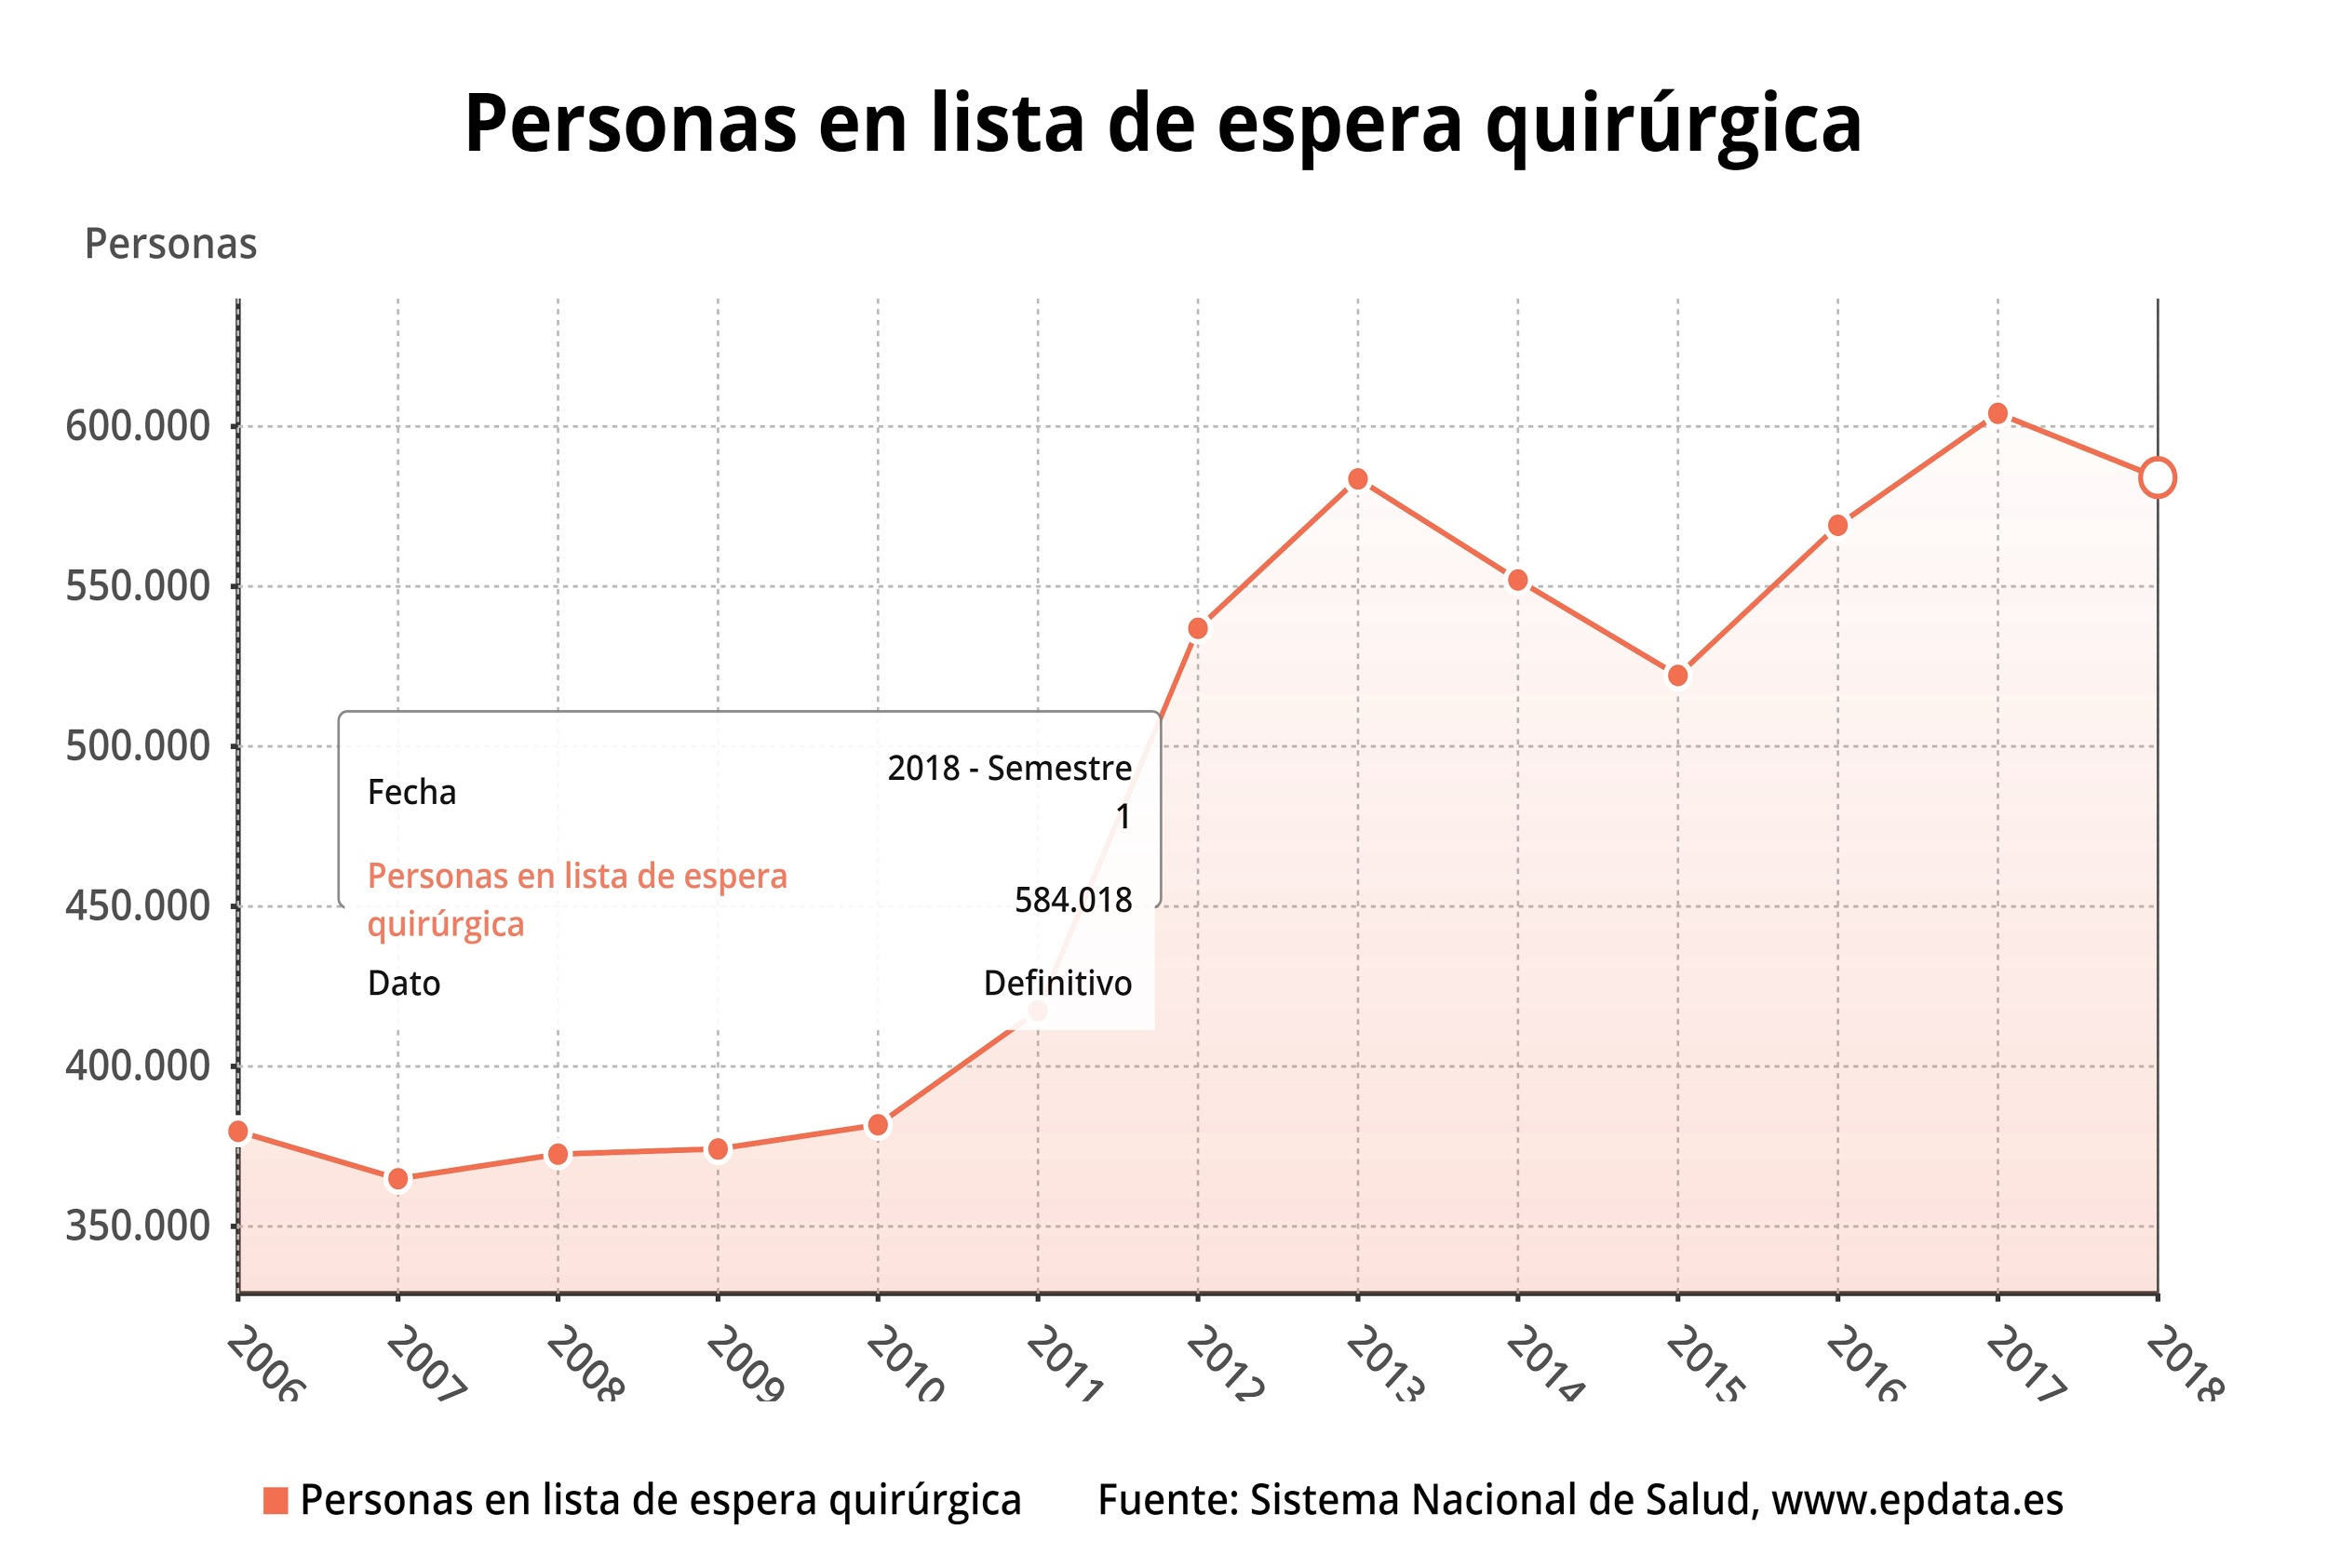 Personas en lista de espera quirúrgica
Personas
600.000
550.000
500.000
450.000
400.000
350.000
Fecha
2018 - Semestre
1
Personas en lista de espera
quirúrgica
584.018
Dato
Definitivo
2006
2007
2008
2009
2010
2011
2012
2013
2014
2015
2016
2017
2018
Personas en lista de espera quirúrgica
Fuente: Sistema Nacional de Salud, www.epdata.es